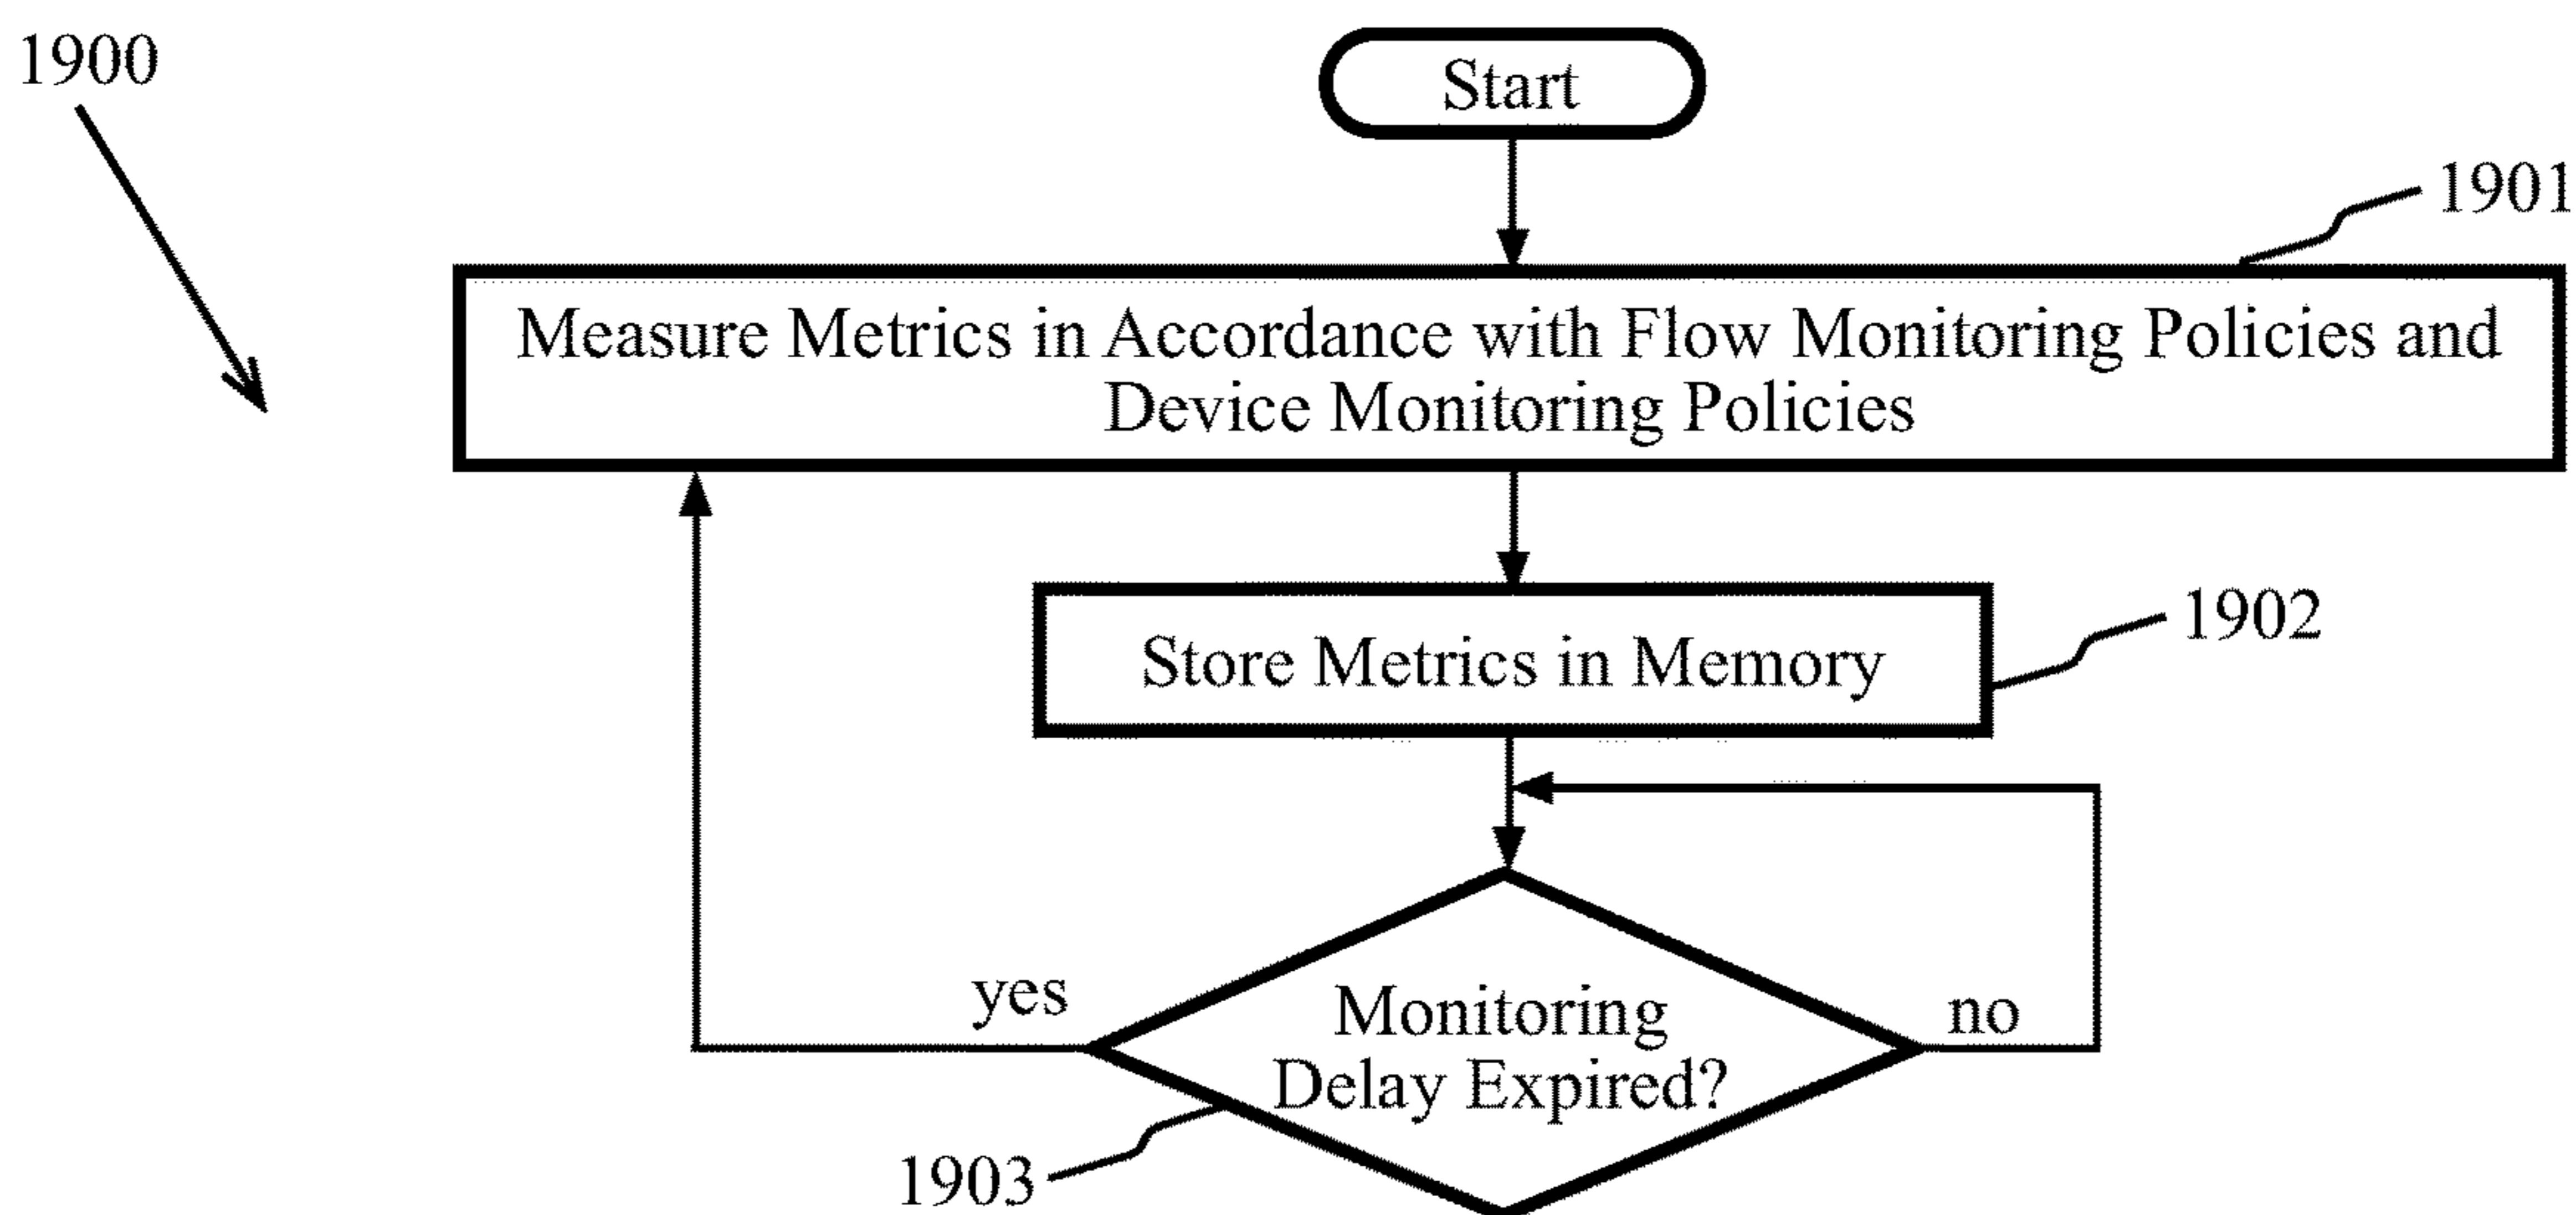 1900
Start
1901
Measure Metrics in Accordance with Flow Monitoring Policies and
Device Monitoring Policies
Store Metrics in Memory
1902
yes
Monitoring
Delay Expired?
no
1903